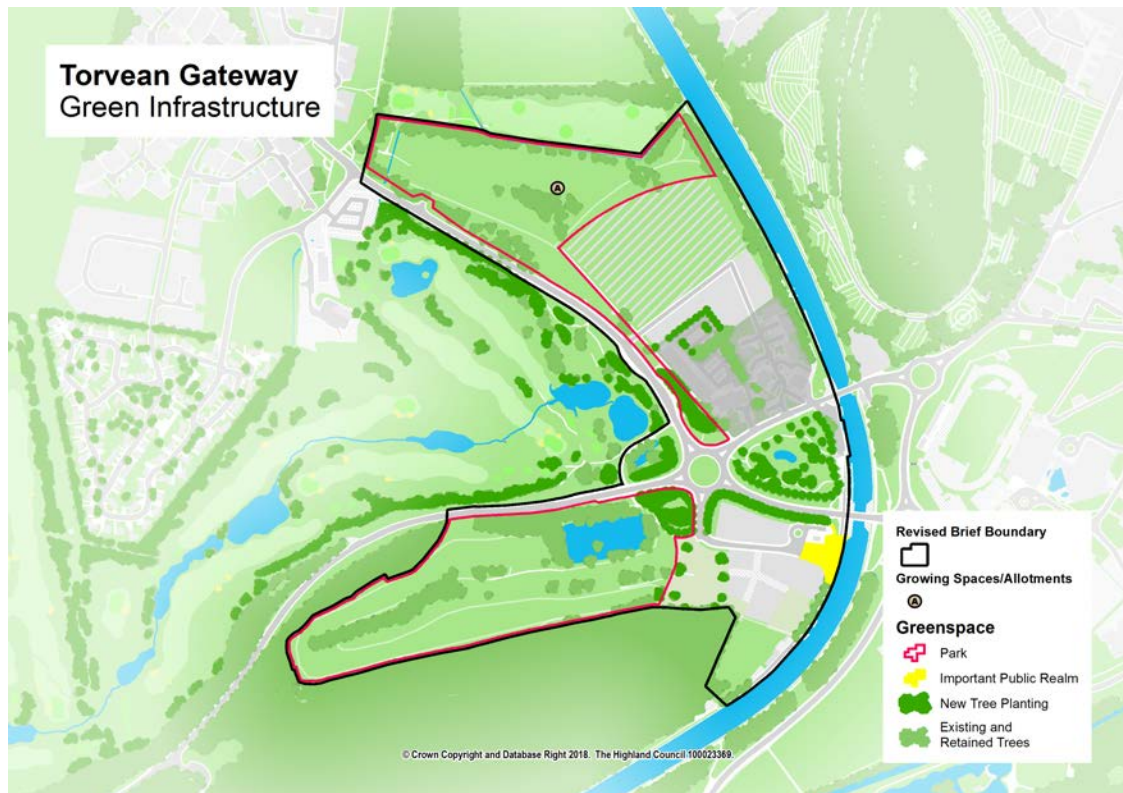 Torvean Gateway
Green Infrastructure
A
Revised Brief Boundary
Growing Spaces/Allotments
A
Greenspace
Park
Important Public Realm
New Tree Planting
Existing and
Retained Trees
© Crown Copyright and Database Right 2018. The Highland Council 100023369.